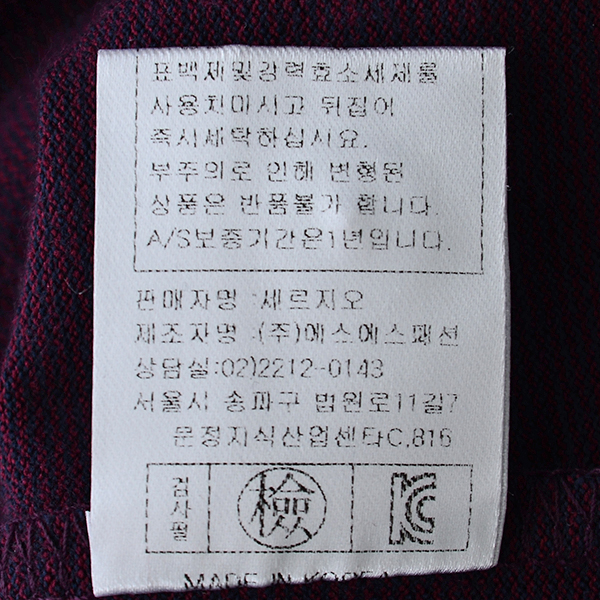 표백제및강력효소세제를
사용치마시고 뒤집어
즉시세탁하십시요.
부주의로 인해 변형된
상품은 반품불가 합니다.
A/S보증기간은1년입니다.
판매자명 :세르지오
제조자명 :(주)에스에스패션
상담실:02)2212-0143
서울시 송파구 법원로11길7
문정지식산업센타C,816
검사필 檢 KC
MADE IN KOREA